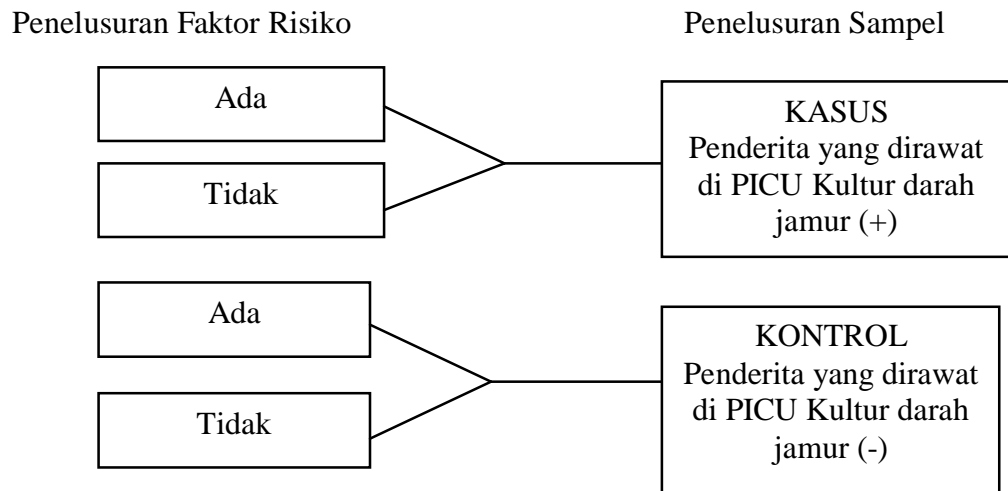 Penelusuran Faktor Risiko
Penelusuran Sampel
Ada
Tidak
KASUS
Penderita yang dirawat
di PICU Kultur darah
jamur (+)
Ada
Tidak
KONTROL
Penderita yang dirawat
di PICU Kultur darah
jamur (-)